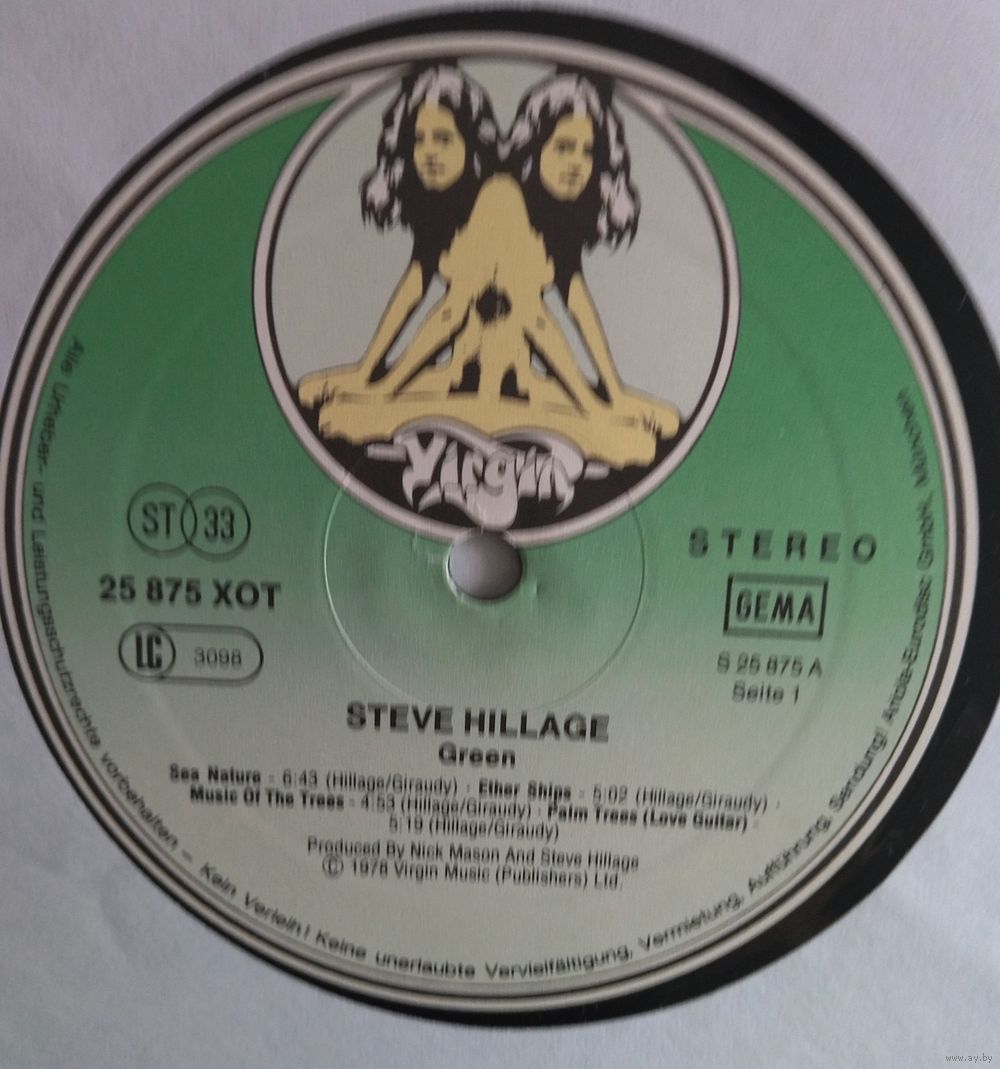 Virgin
ST 33
25 875 XOT
LC 3098
STEREO
GEMA
S 25 875 A
Seite 1
STEVE HILLAGE
Green
Sea Nature - 6:43 (Hillage/Giraudy) · Ether Ships - 5:02 (Hillage/Giraudy) ·
Music Of The Trees - 4:53 (Hillage/Giraudy) · Palm Trees (Love Guitar) -
5:19 (Hillage/Giraudy)
Produced By Nick Mason And Steve Hillage
© 1978 Virgin Music (Publishers) Ltd.
Alle Urheber- und Leistungsschutzrechte vorbehalten – Kein Verleih! Keine unerlaubte Vervielfältigung, Vermietung, Aufführung, Sendung! Ariola-Eurodisc GmbH, München
www.ay.by